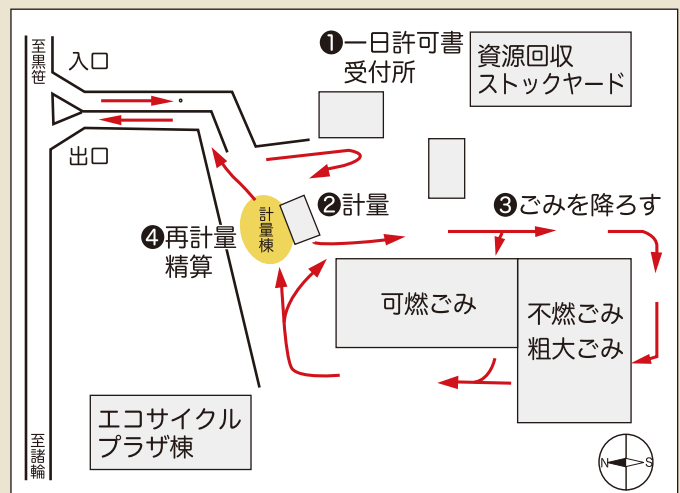 至黒笹
入口
出口
❶一日許可書
受付所
資源回収
ストックヤード
計量棟
❷計量
❸ごみを降ろす
❹再計量
精算
可燃ごみ
不燃ごみ
粗大ごみ
エコサイクル
プラザ棟
至諸輪
N S